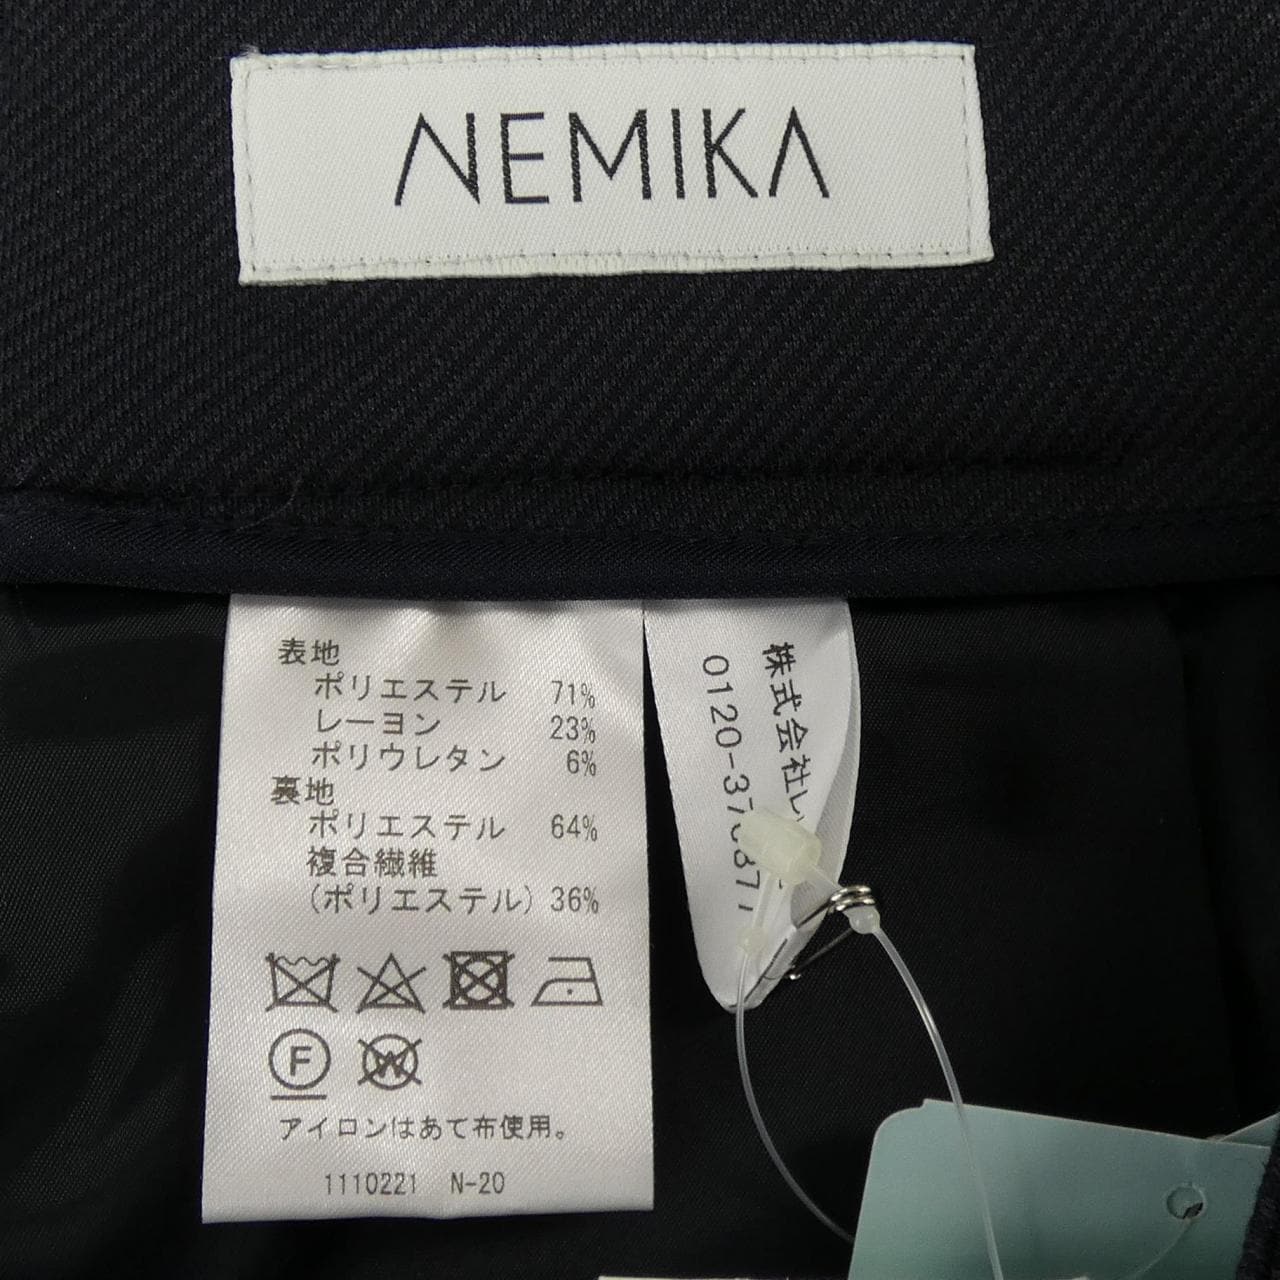 NEMIKA
表地
ポリエステル 71%
レーヨン 23%
ポリウレタン 6%
裏地
ポリエステル 64%
複合繊維
(ポリエステル) 36%
F
W
アイロンはあて布使用。
1110221 N-20
株式会社レ
0120-37